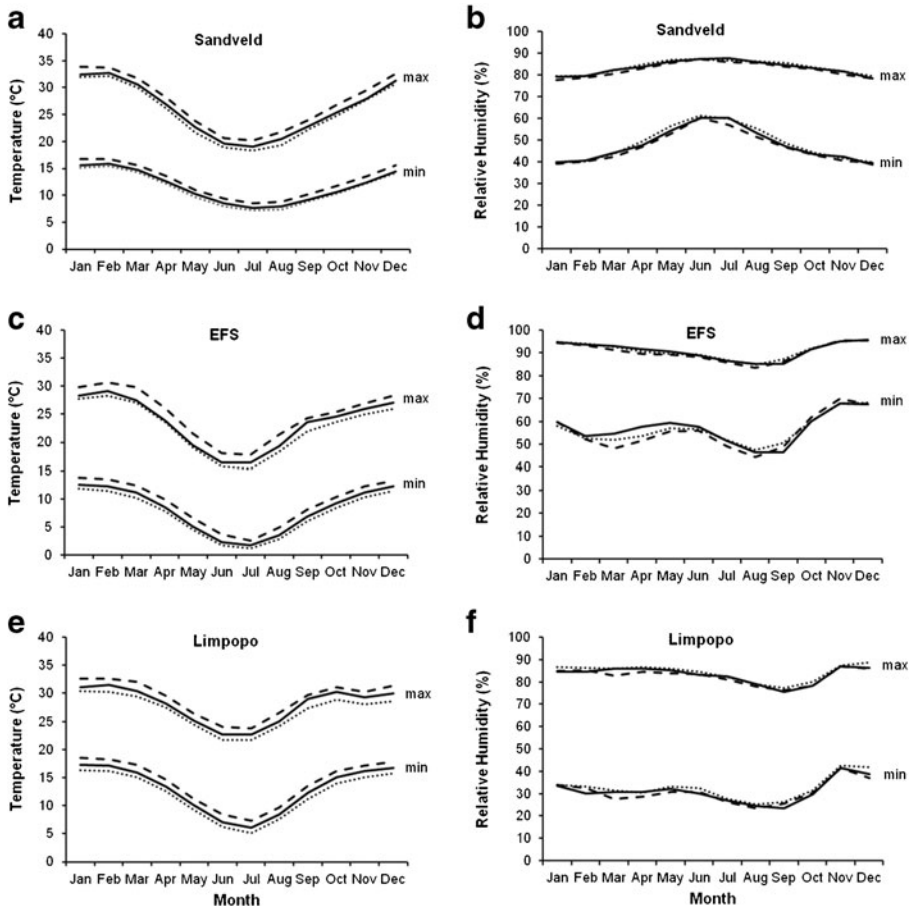 a
Sandveld
Temperature (°C)
40
35
30
25
20
15
10
5
0
max
min
Jan Feb Mar Apr May Jun Jul Aug Sep Oct Nov Dec
b
Sandveld
Relative Humidity (%)
100
90
80
70
60
50
40
30
20
10
0
max
min
Jan Feb Mar Apr May Jun Jul Aug Sep Oct Nov Dec
c
EFS
Temperature (°C)
40
35
30
25
20
15
10
5
0
max
min
Jan Feb Mar Apr May Jun Jul Aug Sep Oct Nov Dec
d
EFS
Relative Humidity (%)
100
90
80
70
60
50
40
30
20
10
0
max
min
Jan Feb Mar Apr May Jun Jul Aug Sep Oct Nov Dec
e
Limpopo
Temperature (°C)
40
35
30
25
20
15
10
5
0
max
min
Jan Feb Mar Apr May Jun Jul Aug Sep Oct Nov Dec
Month
f
Limpopo
Relative Humidity (%)
100
90
80
70
60
50
40
30
20
10
0
max
min
Jan Feb Mar Apr May Jun Jul Aug Sep Oct Nov Dec
Month